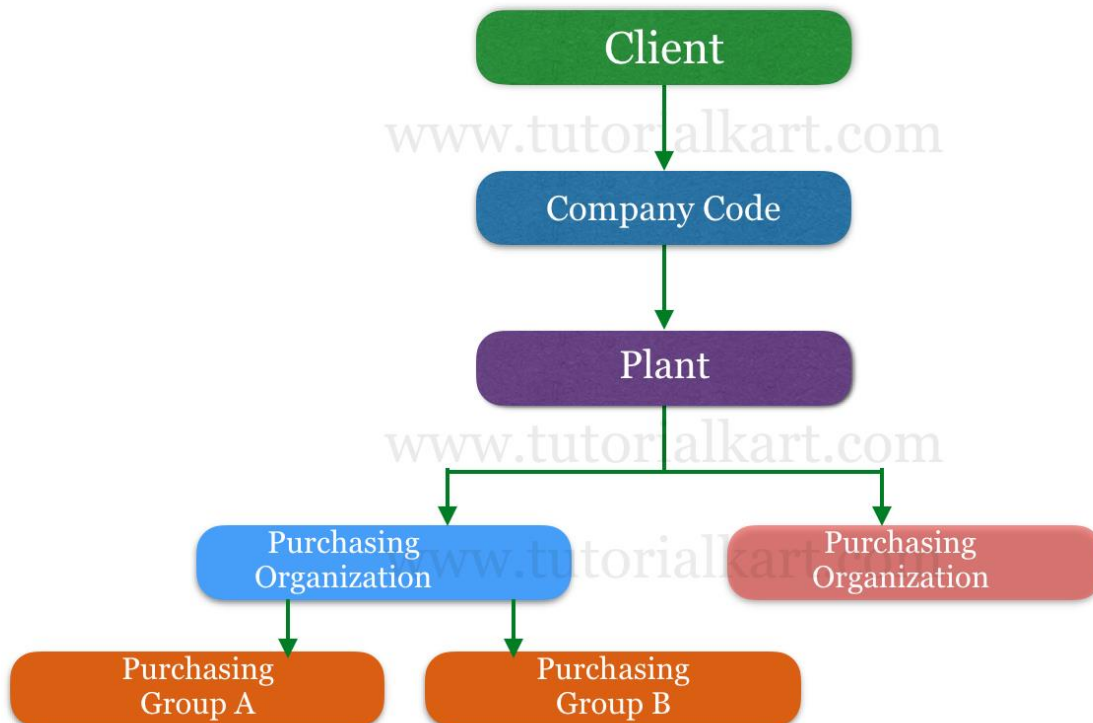 Client
www.tutorialkart.com
Company Code
Plant
www.tutorialkart.com
Purchasing
Organization
Purchasing
Organization
www.tutorialkart.com
Purchasing
Group A
Purchasing
Group B